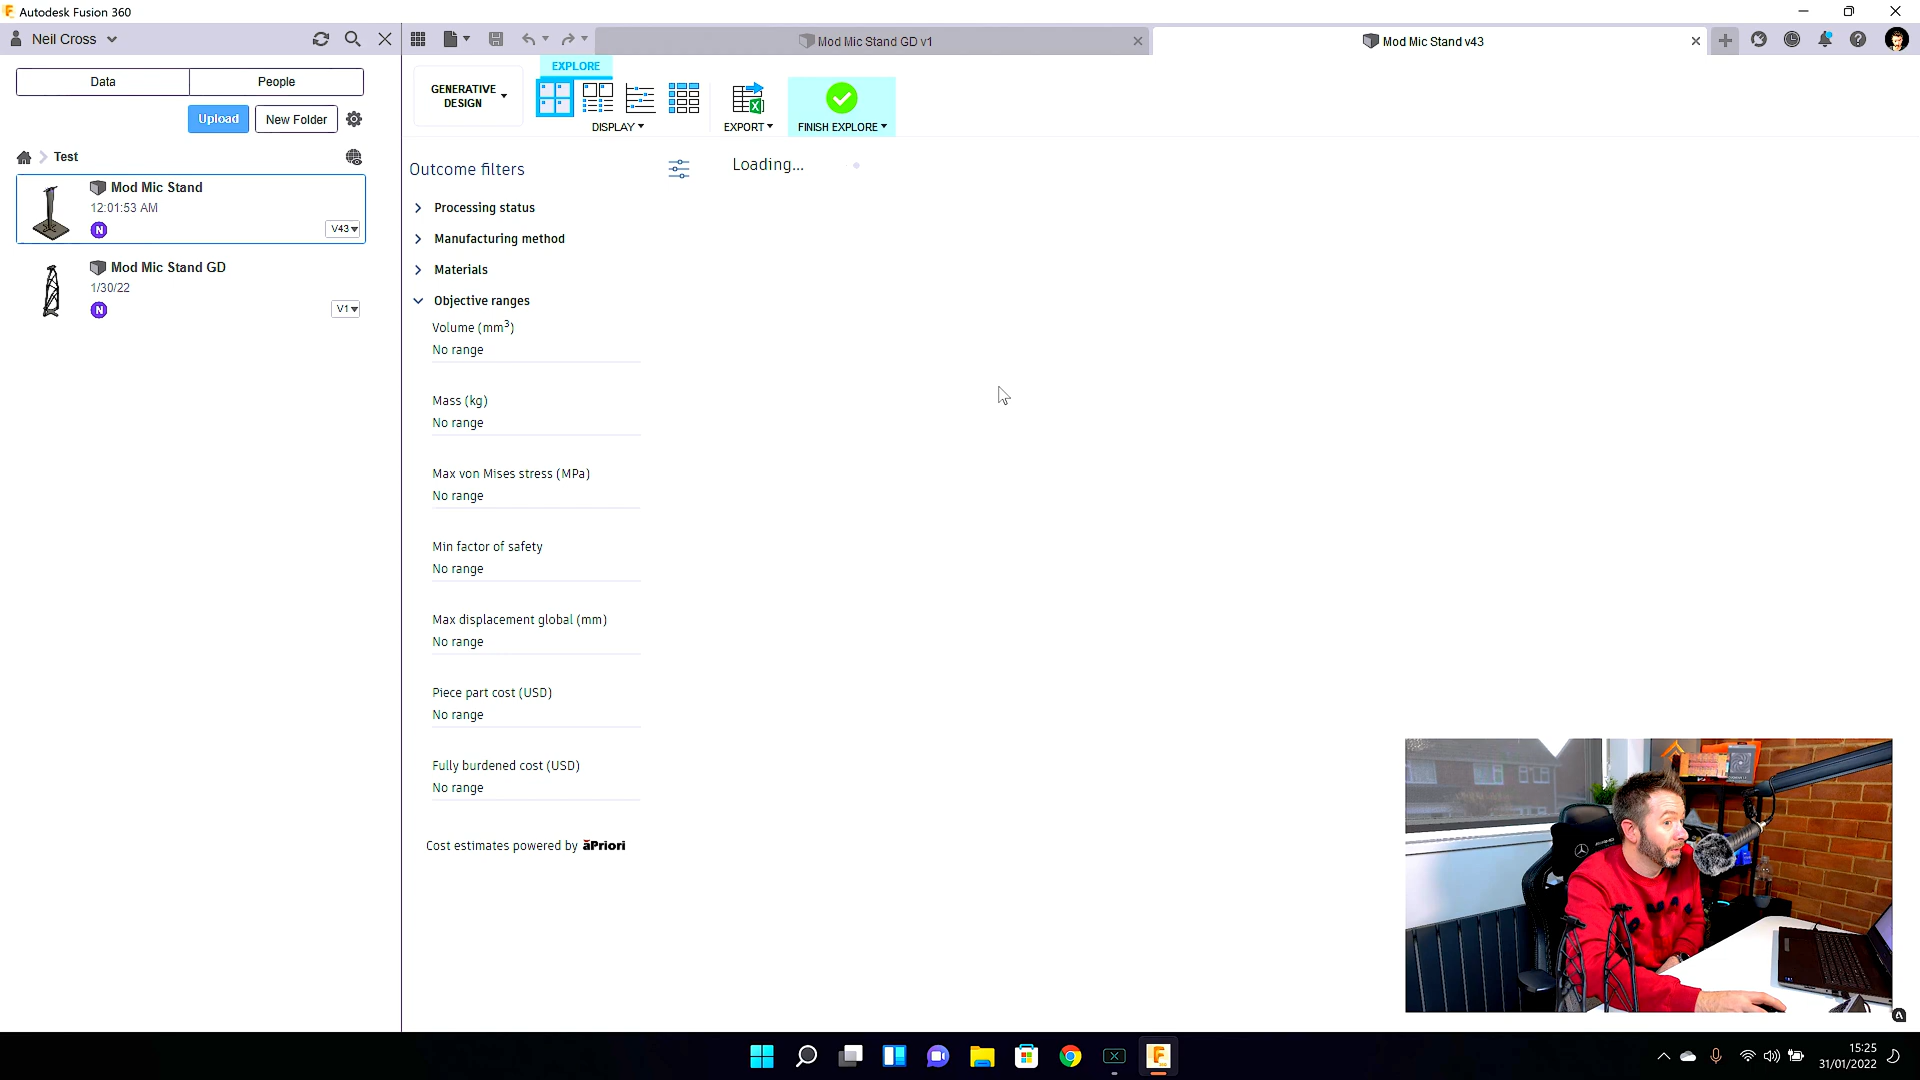 Autodesk Fusion 360
Neil Cross
Mod Mic Stand GD v1
Mod Mic Stand v43
EXPLORE
Data
People
GENERATIVE
DESIGN
DISPLAY
EXPORT
FINISH EXPLORE
Upload
New Folder
Test
Mod Mic Stand
12:01:53 AM
N
V43
Mod Mic Stand GD
1/30/22
N
V1
Outcome filters
Loading...
Processing status
Manufacturing method
Materials
Objective ranges
Volume (mm³)
No range
Mass (kg)
No range
Max von Mises stress (MPa)
No range
Min factor of safety
No range
Max displacement global (mm)
No range
Piece part cost (USD)
No range
Fully burdened cost (USD)
No range
Cost estimates powered by aPriori
15:25
31/01/2022